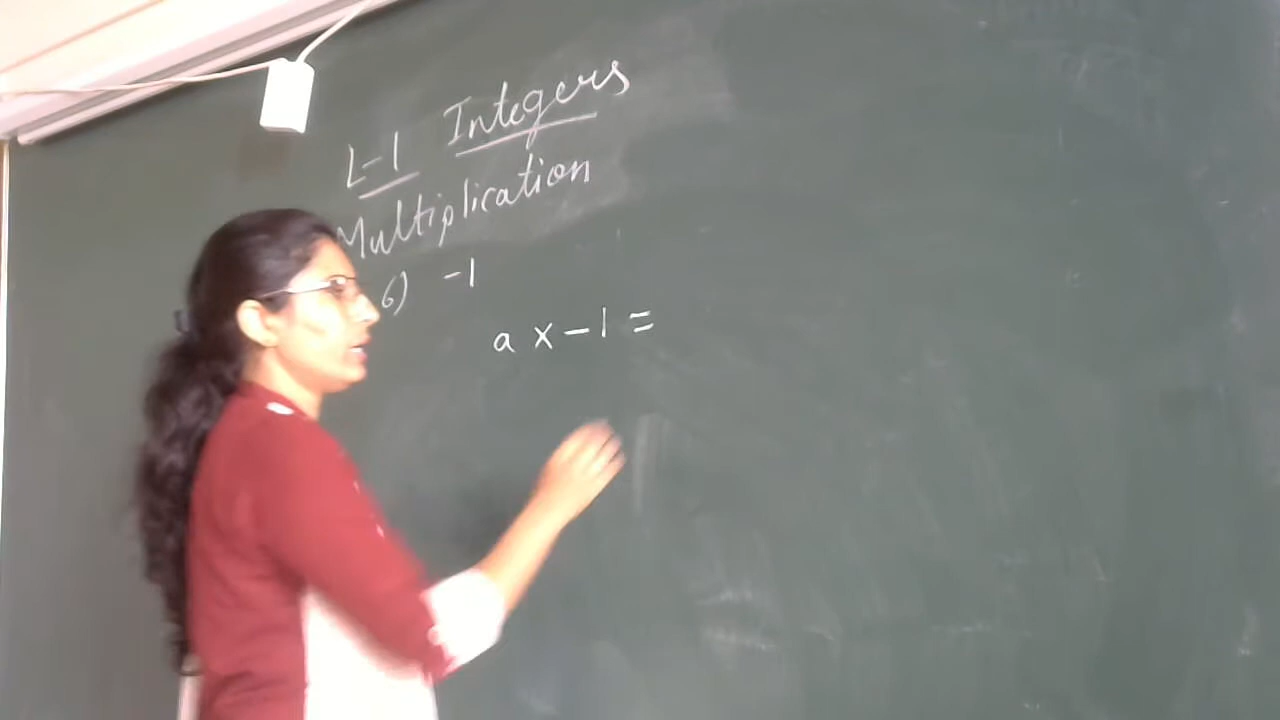 L-1 Integers
Multiplication
6) -1
a x -1 =